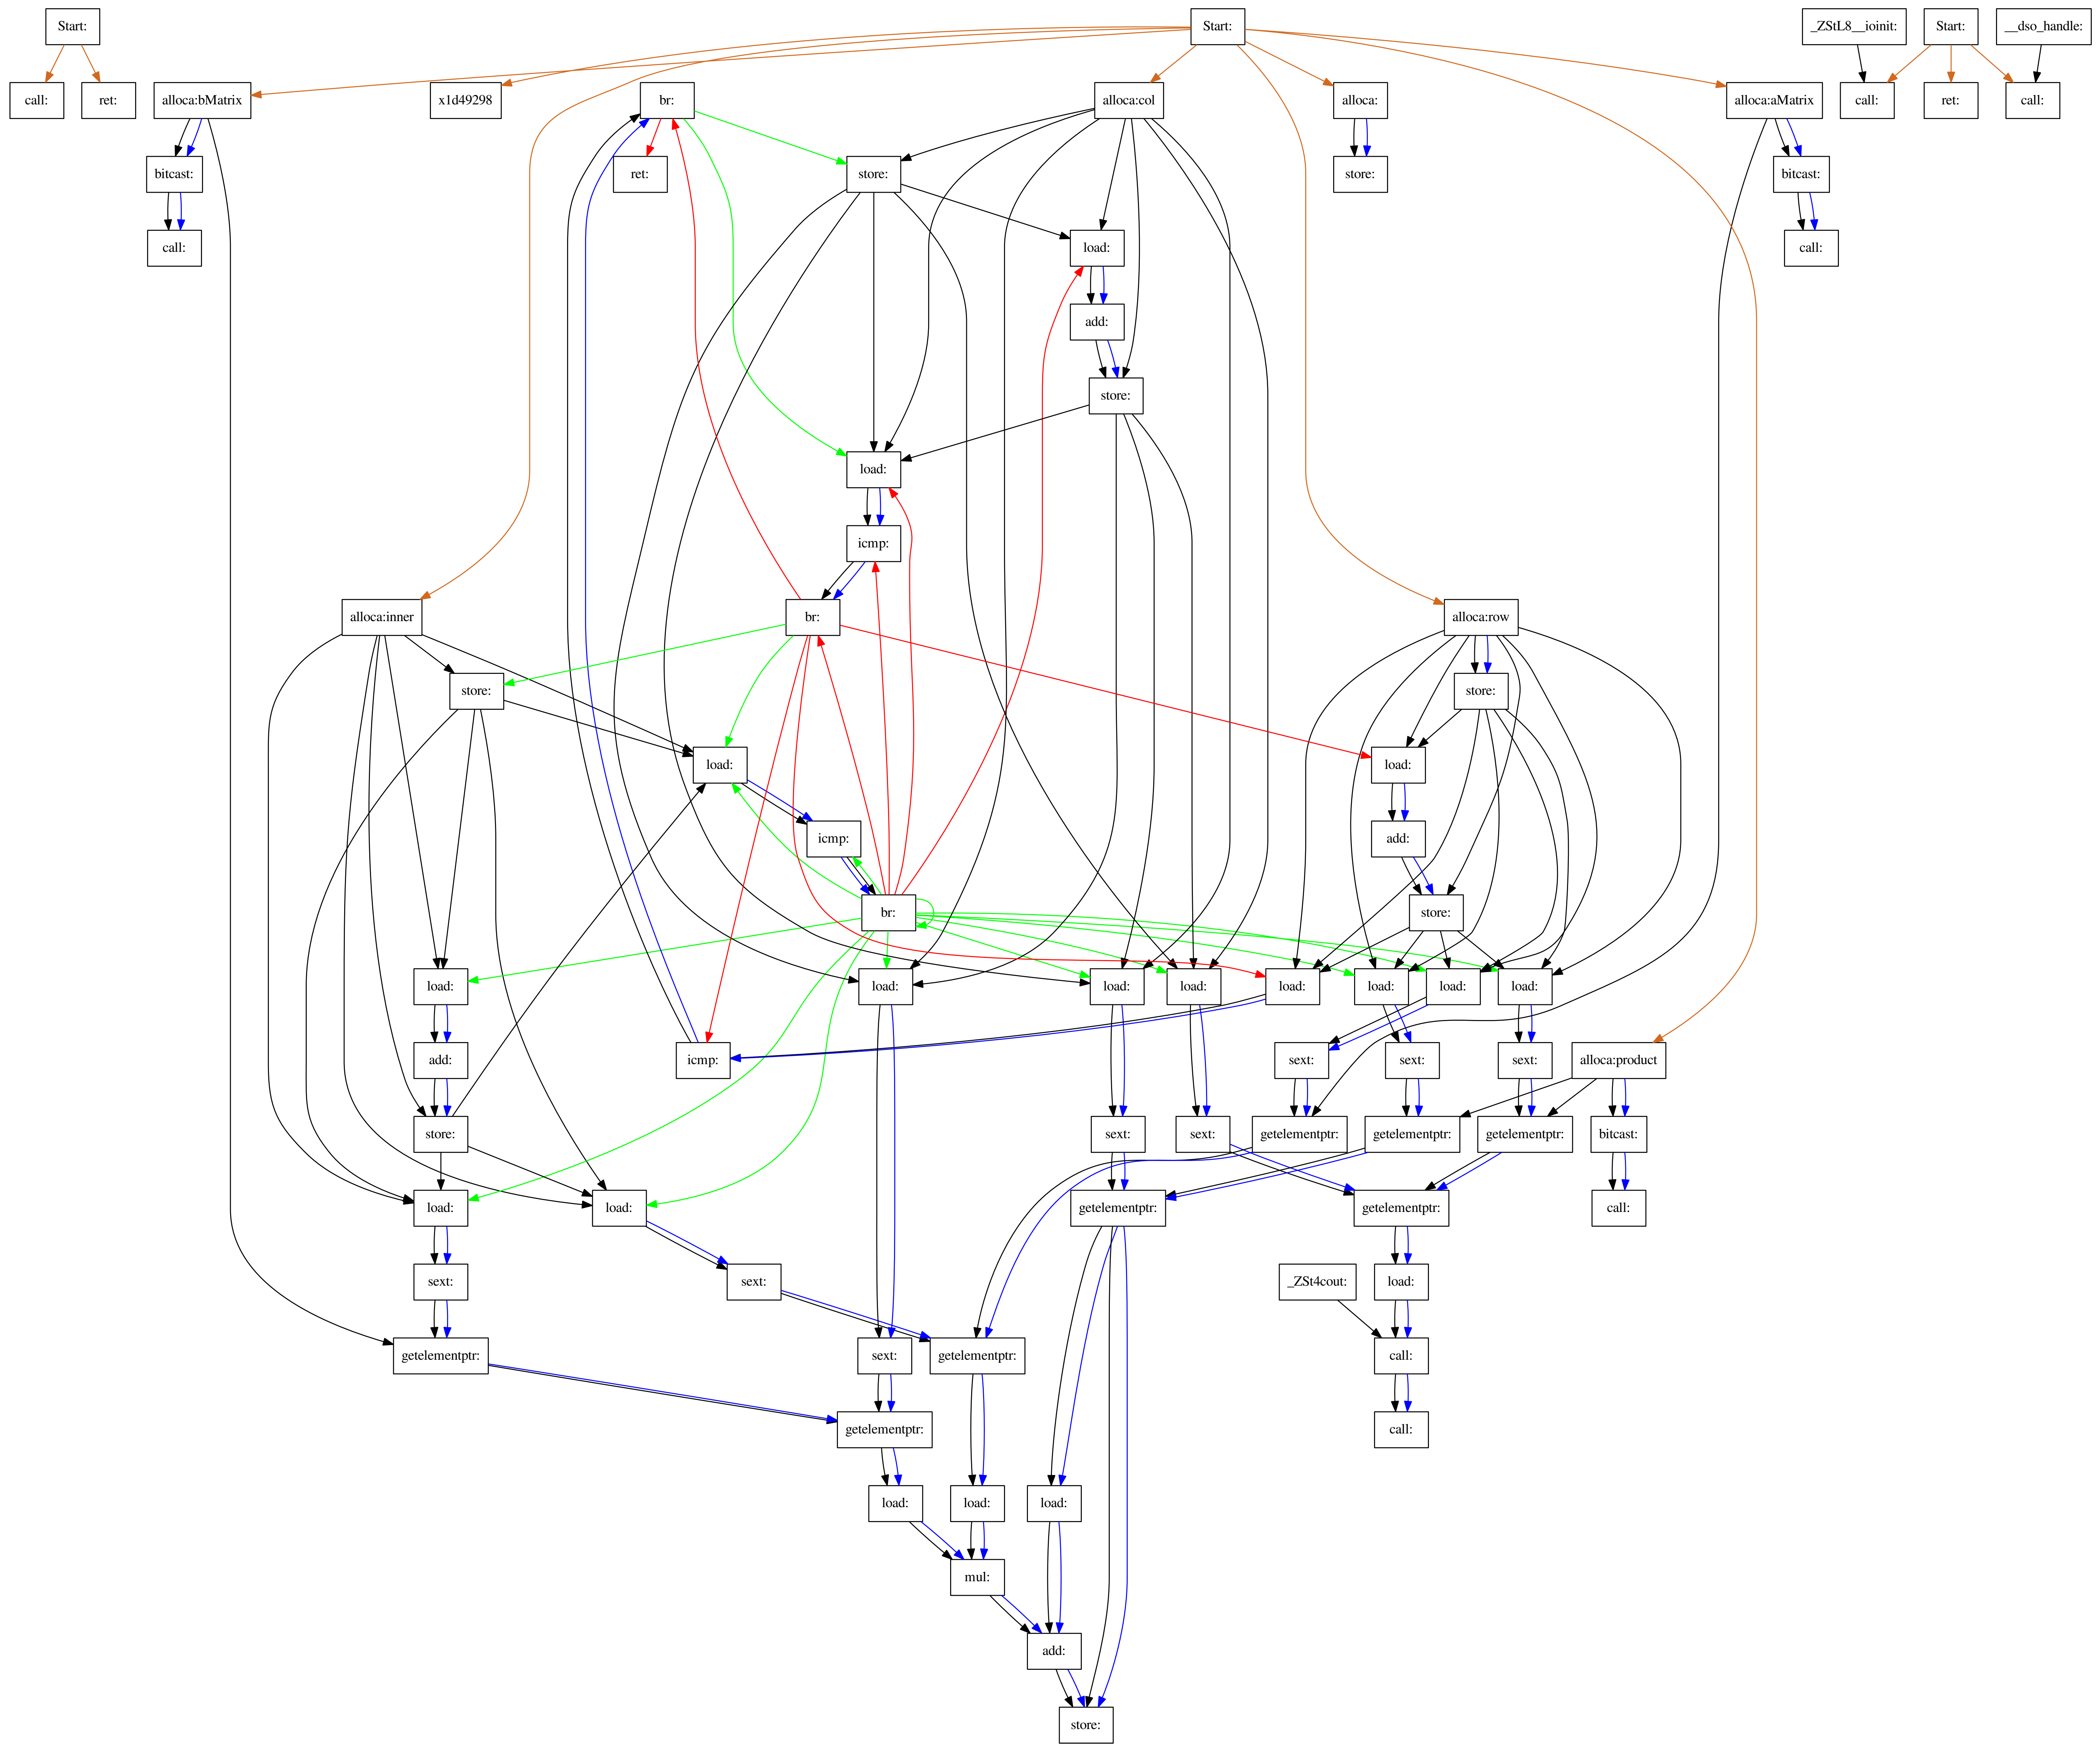 Start:
Start:
_ZStL8__ioinit:
Start:
__dso_handle:
call:
ret:
alloca:bMatrix
x1d49298
br:
alloca:col
alloca:
alloca:aMatrix
call:
ret:
call:
bitcast:
ret:
store:
store:
bitcast:
call:
load:
call:
add:
store:
load:
icmp:
alloca:inner
br:
alloca:row
store:
store:
load:
load:
icmp:
add:
br:
store:
load:
load:
load:
load:
load:
load:
load:
load:
add:
icmp:
sext:
sext:
sext:
alloca:product
store:
sext:
sext:
getelementptr:
getelementptr:
getelementptr:
bitcast:
load:
load:
getelementptr:
getelementptr:
call:
sext:
sext:
_ZSt4cout:
load:
getelementptr:
sext:
getelementptr:
call:
getelementptr:
call:
load:
load:
load:
mul:
add:
store: